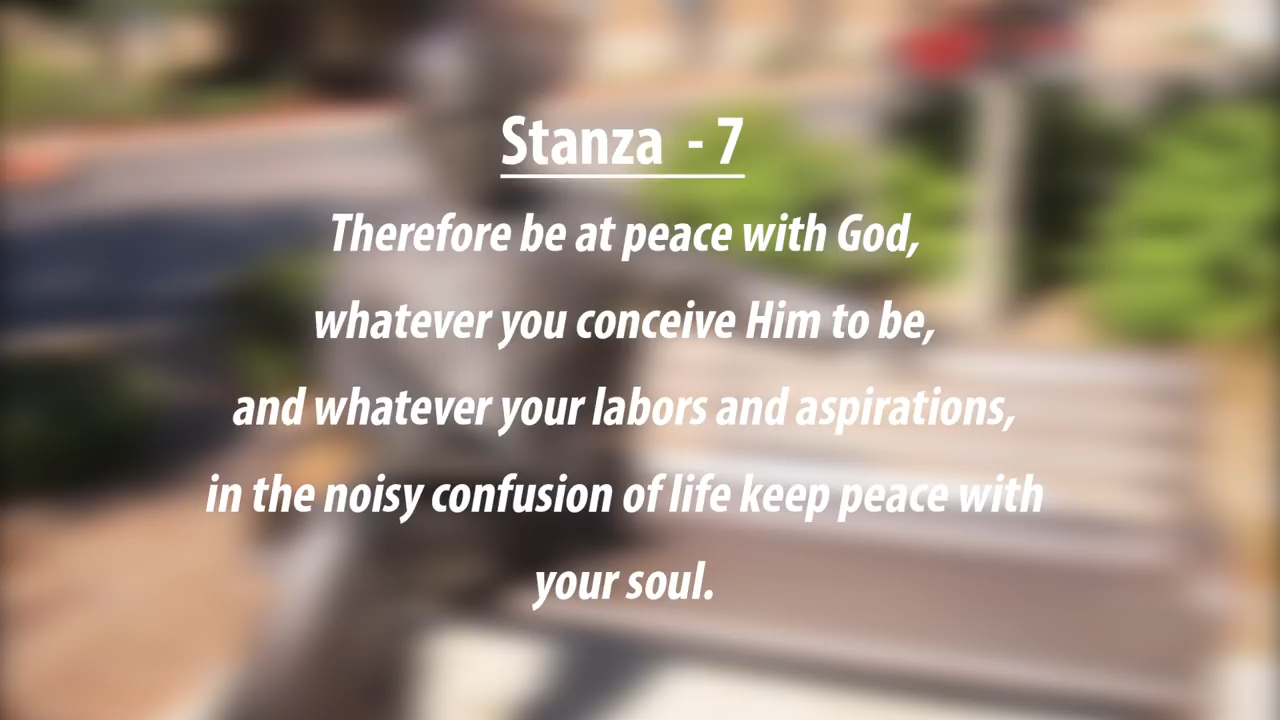 Stanza - 7
Therefore be at peace with God,
whatever you conceive Him to be,
and whatever your labors and aspirations,
in the noisy confusion of life keep peace with
your soul.